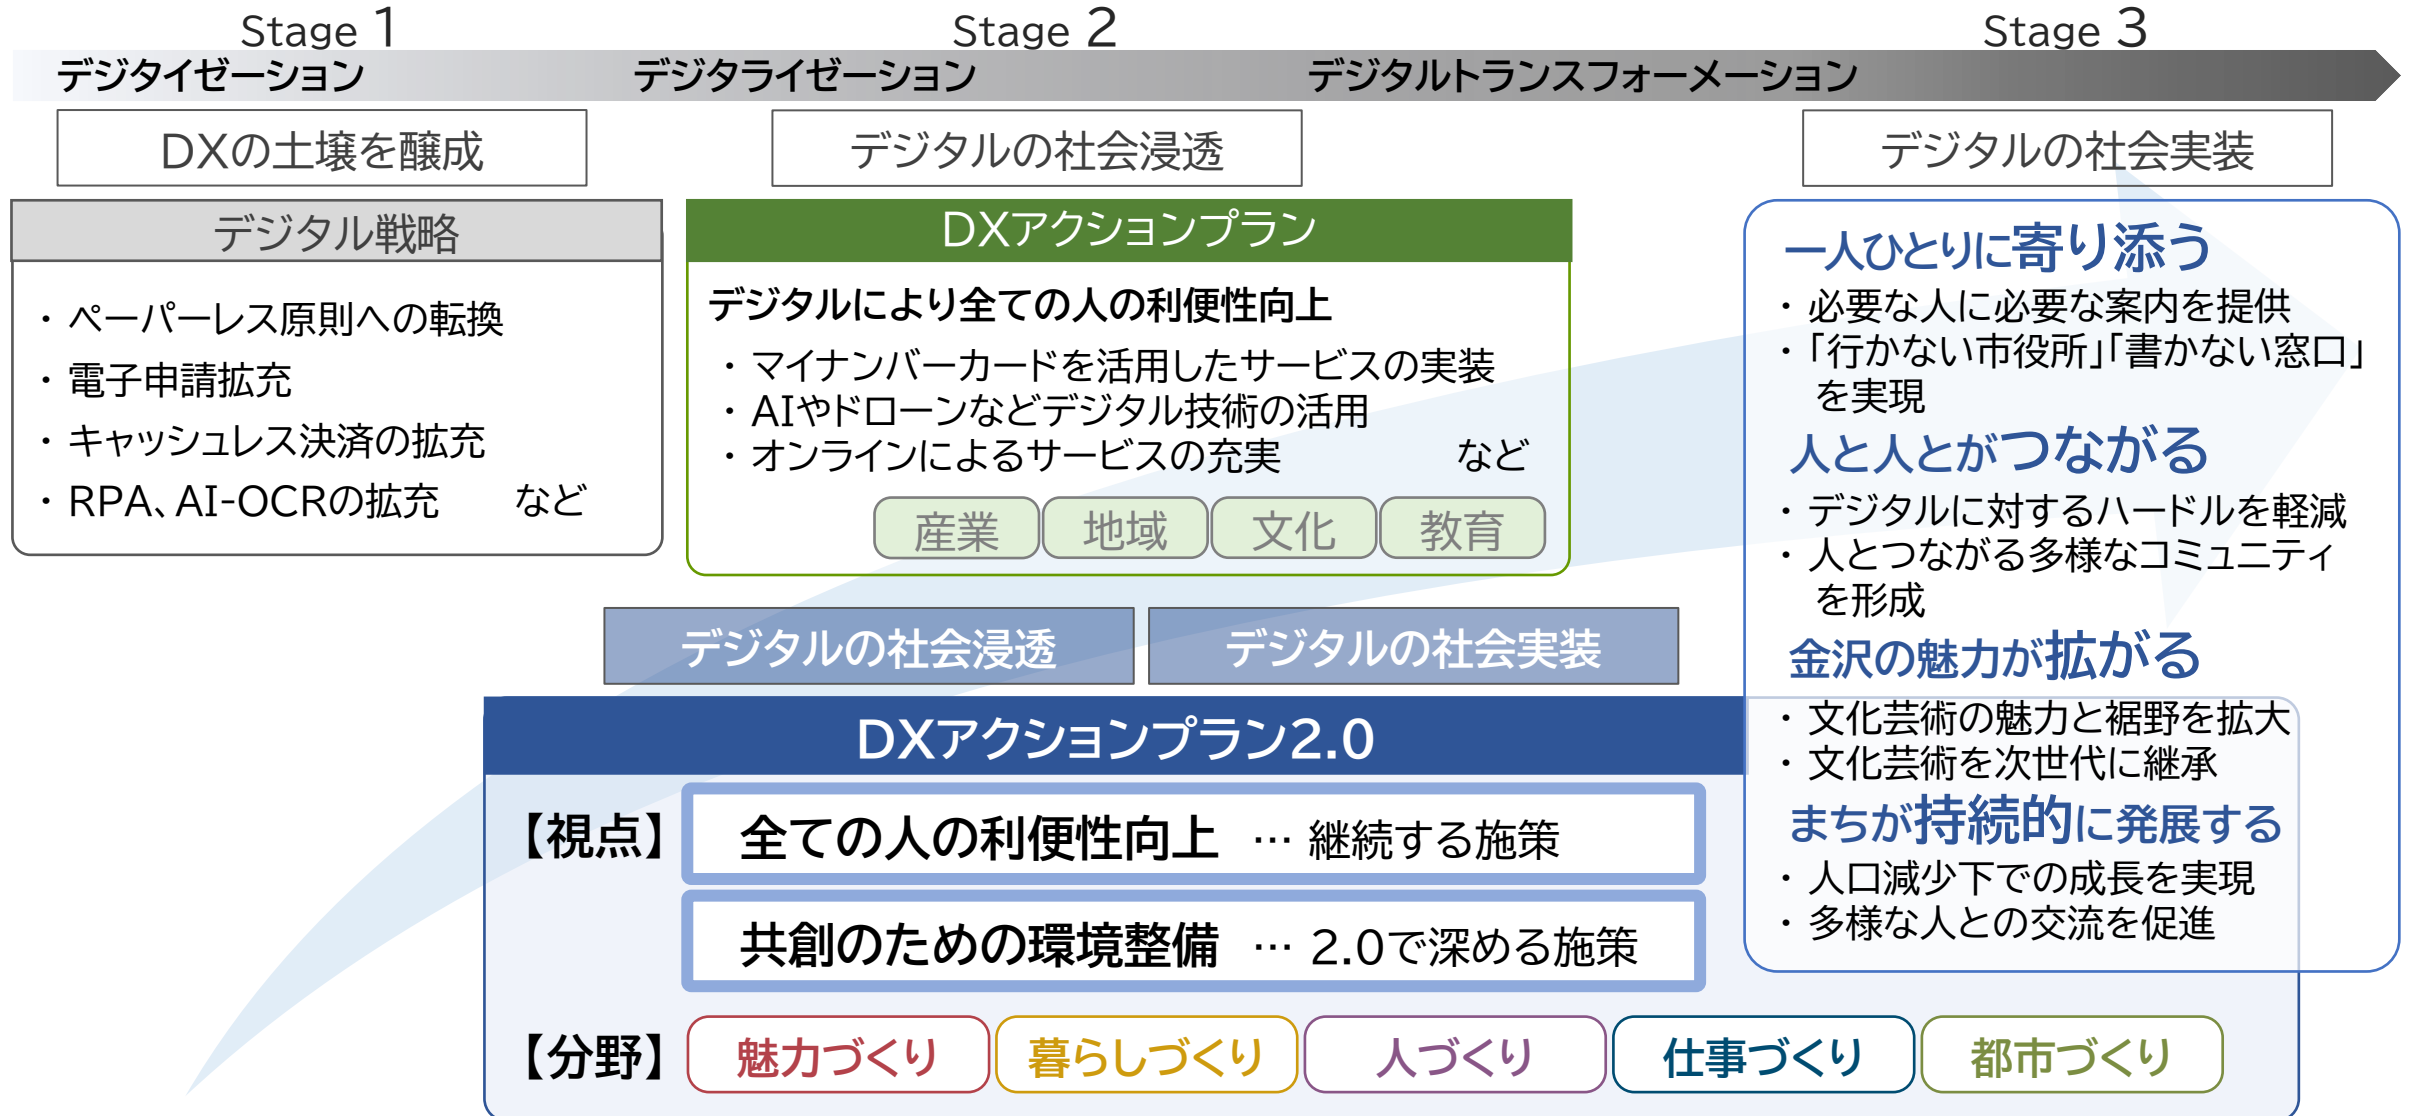 Stage 1
Stage 2
Stage 3
デジタイゼーション
デジタライゼーション
デジタルトランスフォーメーション
DXの土壌を醸成
デジタルの社会浸透
デジタルの社会実装
デジタル戦略
・ペーパーレス原則への転換
・電子申請拡充
・キャッシュレス決済の拡充
・RPA、AI-OCRの拡充 など
DXアクションプラン
デジタルにより全ての人の利便性向上
・マイナンバーカードを活用したサービスの実装
・AIやドローンなどデジタル技術の活用
・オンラインによるサービスの充実 など
産業
地域
文化
教育
一人ひとりに寄り添う
・必要な人に必要な案内を提供
・「行かない市役所」「書かない窓口」
を実現
人と人とがつながる
・デジタルに対するハードルを軽減
・人とつながる多様なコミュニティ
を形成
金沢の魅力が拡がる
・文化芸術の魅力と裾野を拡大
・文化芸術を次世代に継承
まちが持続的に発展する
・人口減少下での成長を実現
・多様な人との交流を促進
デジタルの社会浸透
デジタルの社会実装
DXアクションプラン2.0
【視点】
全ての人の利便性向上 … 継続する施策
共創のための環境整備 … 2.0で深める施策
【分野】
魅力づくり
暮らしづくり
人づくり
仕事づくり
都市づくり